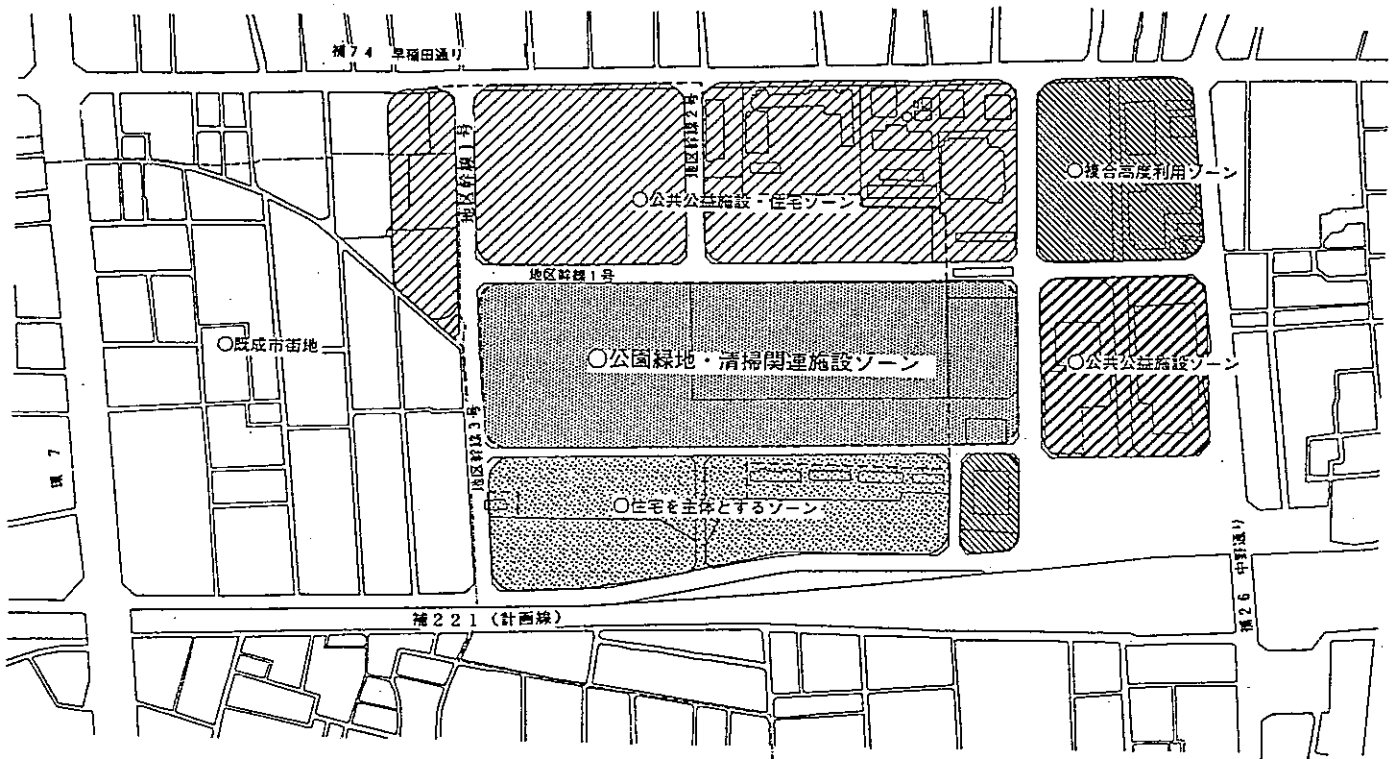 補74 早稲田通り
地区幹線1号
地区幹線2号
○複合高度利用ゾーン
○公共公益施設・住宅ゾーン
地区幹線1号
○既成市街地
○公園緑地・清掃関連施設ゾーン
○公共公益施設ゾーン
地区幹線3号
環7
○住宅を主体とするゾーン
補26 中野通り
補221（計画線）